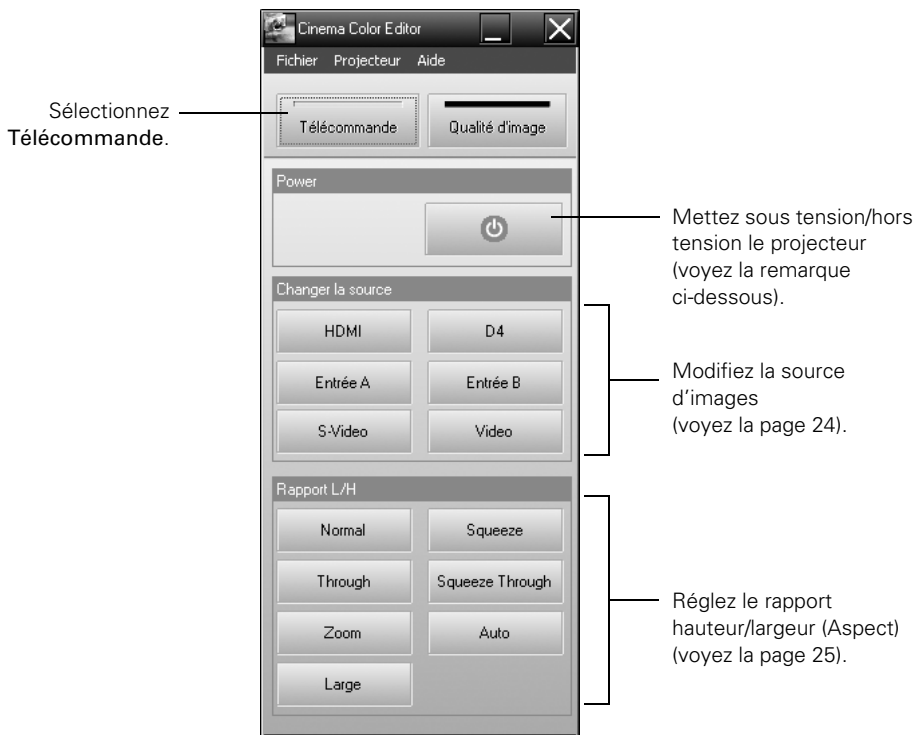 Cinema Color Editor
Fichier Projecteur Aide
Sélectionnez
Télécommande.
Télécommande Qualité d'image
Power
Mettez sous tension/hors
tension le projecteur
(voyez la remarque
ci-dessous).
Changer la source
HDMI D4
Entrée A Entrée B
S-Video Video
Modifiez la source
d'images
(voyez la page 24).
Rapport L/H
Normal Squeeze
Through Squeeze Through
Zoom Auto
Large
Réglez le rapport
hauteur/largeur (Aspect)
(voyez la page 25).